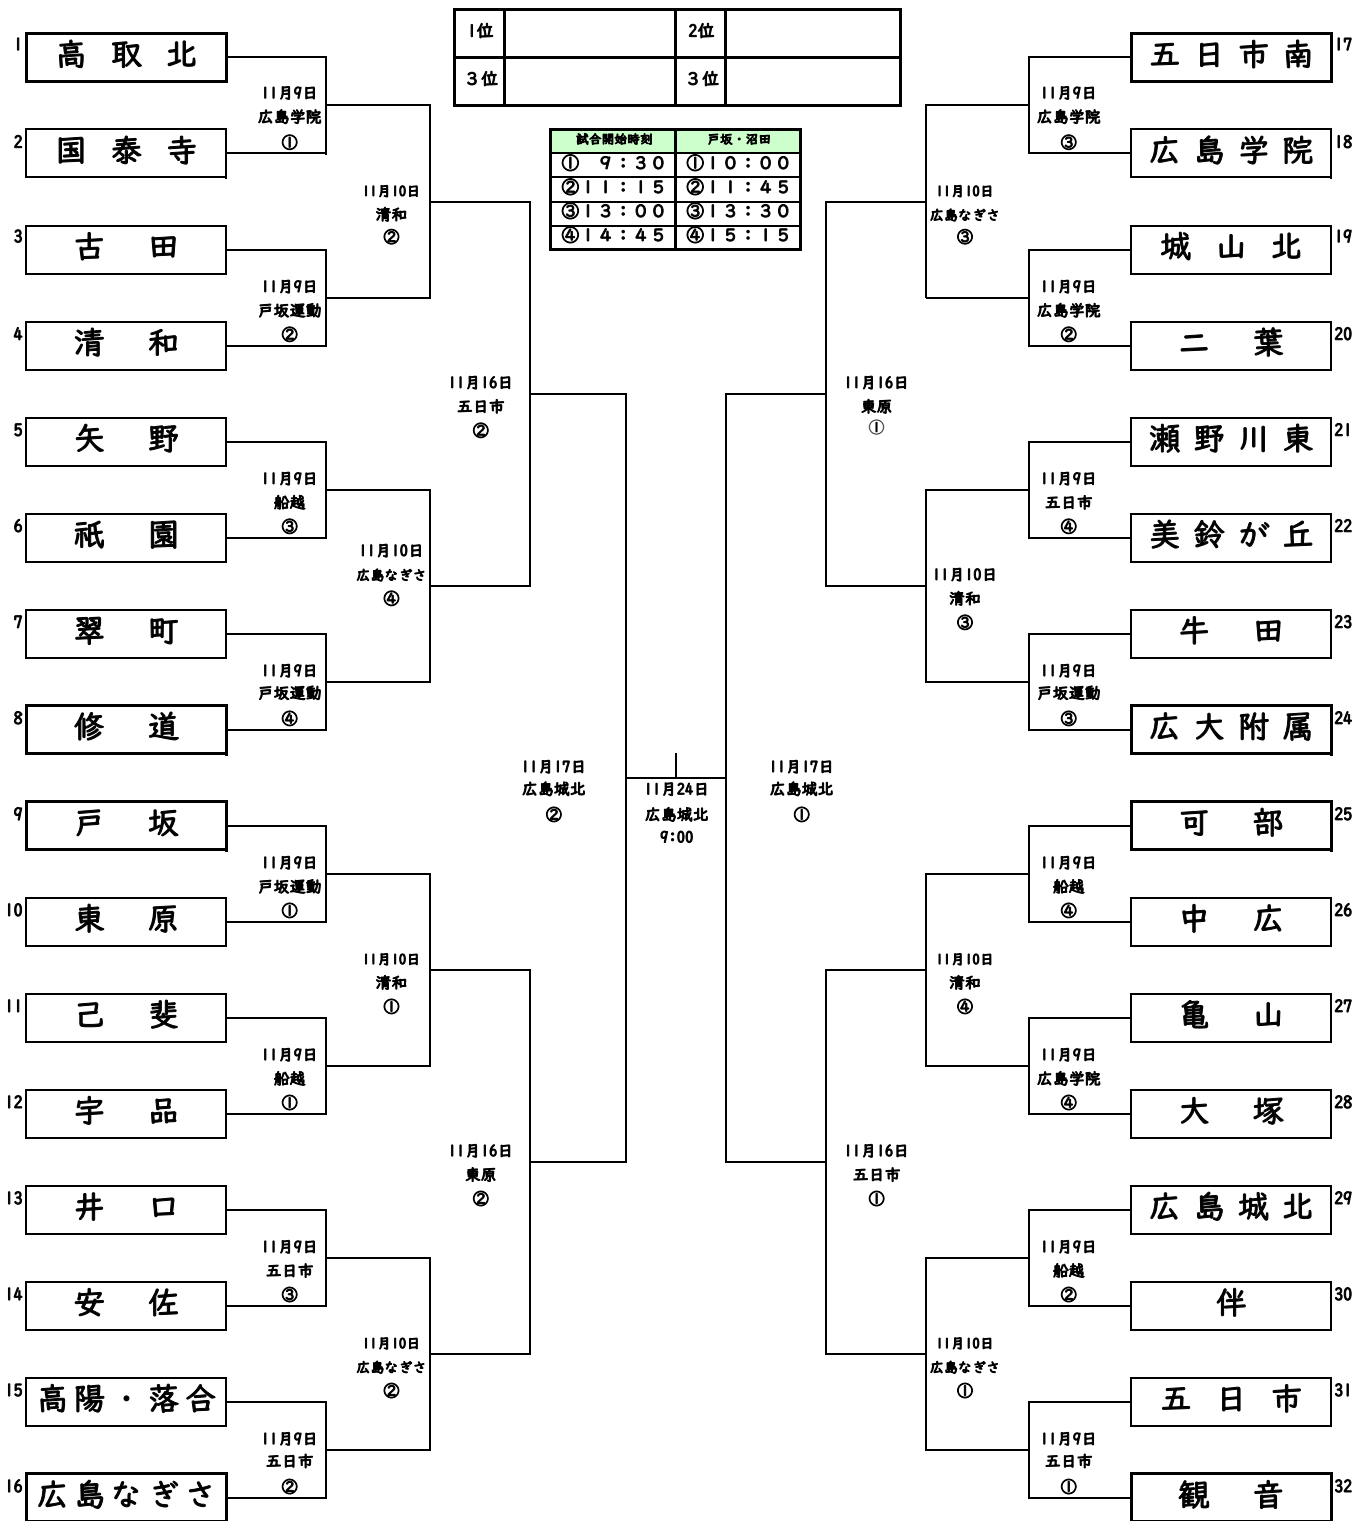 1位 2位
3位 3位
試合開始時刻 戸坂・沼田
① 9:30 ①10:00
②11:15 ②11:45
③13:00 ③13:30
④14:45 ④15:15
1 高取北
11月9日
広島学院
①
2 国泰寺
11月10日
清和
②
3 古田
11月9日
戸坂運動
②
4 清和
11月16日
五日市
②
5 矢野
11月9日
船越
③
6 祇園
11月10日
広島なぎさ
④
7 翠町
11月9日
戸坂運動
④
8 修道
11月17日
広島城北
②
9 戸坂
11月9日
戸坂運動
①
10 東原
11月10日
清和
①
11 己斐
11月9日
船越
①
12 宇品
11月16日
東原
②
13 井口
11月9日
五日市
③
14 安佐
11月10日
広島なぎさ
②
15 高陽・落合
11月9日
五日市
②
16 広島なぎさ
11月24日
広島城北
9:00
五日市南 17
11月9日
広島学院
③
広島学院 18
11月10日
広島なぎさ
③
城山北 19
11月9日
広島学院
②
二葉 20
11月16日
東原
①
瀬野川東 21
11月9日
五日市
④
美鈴が丘 22
11月10日
清和
③
牛田 23
11月9日
戸坂運動
③
広大附属 24
11月17日
広島城北
①
可部 25
11月9日
船越
④
中広 26
11月10日
清和
④
亀山 27
11月9日
広島学院
④
大塚 28
11月16日
五日市
①
広島城北 29
11月9日
船越
②
伴 30
11月10日
広島なぎさ
①
五日市 31
11月9日
五日市
①
観音 32